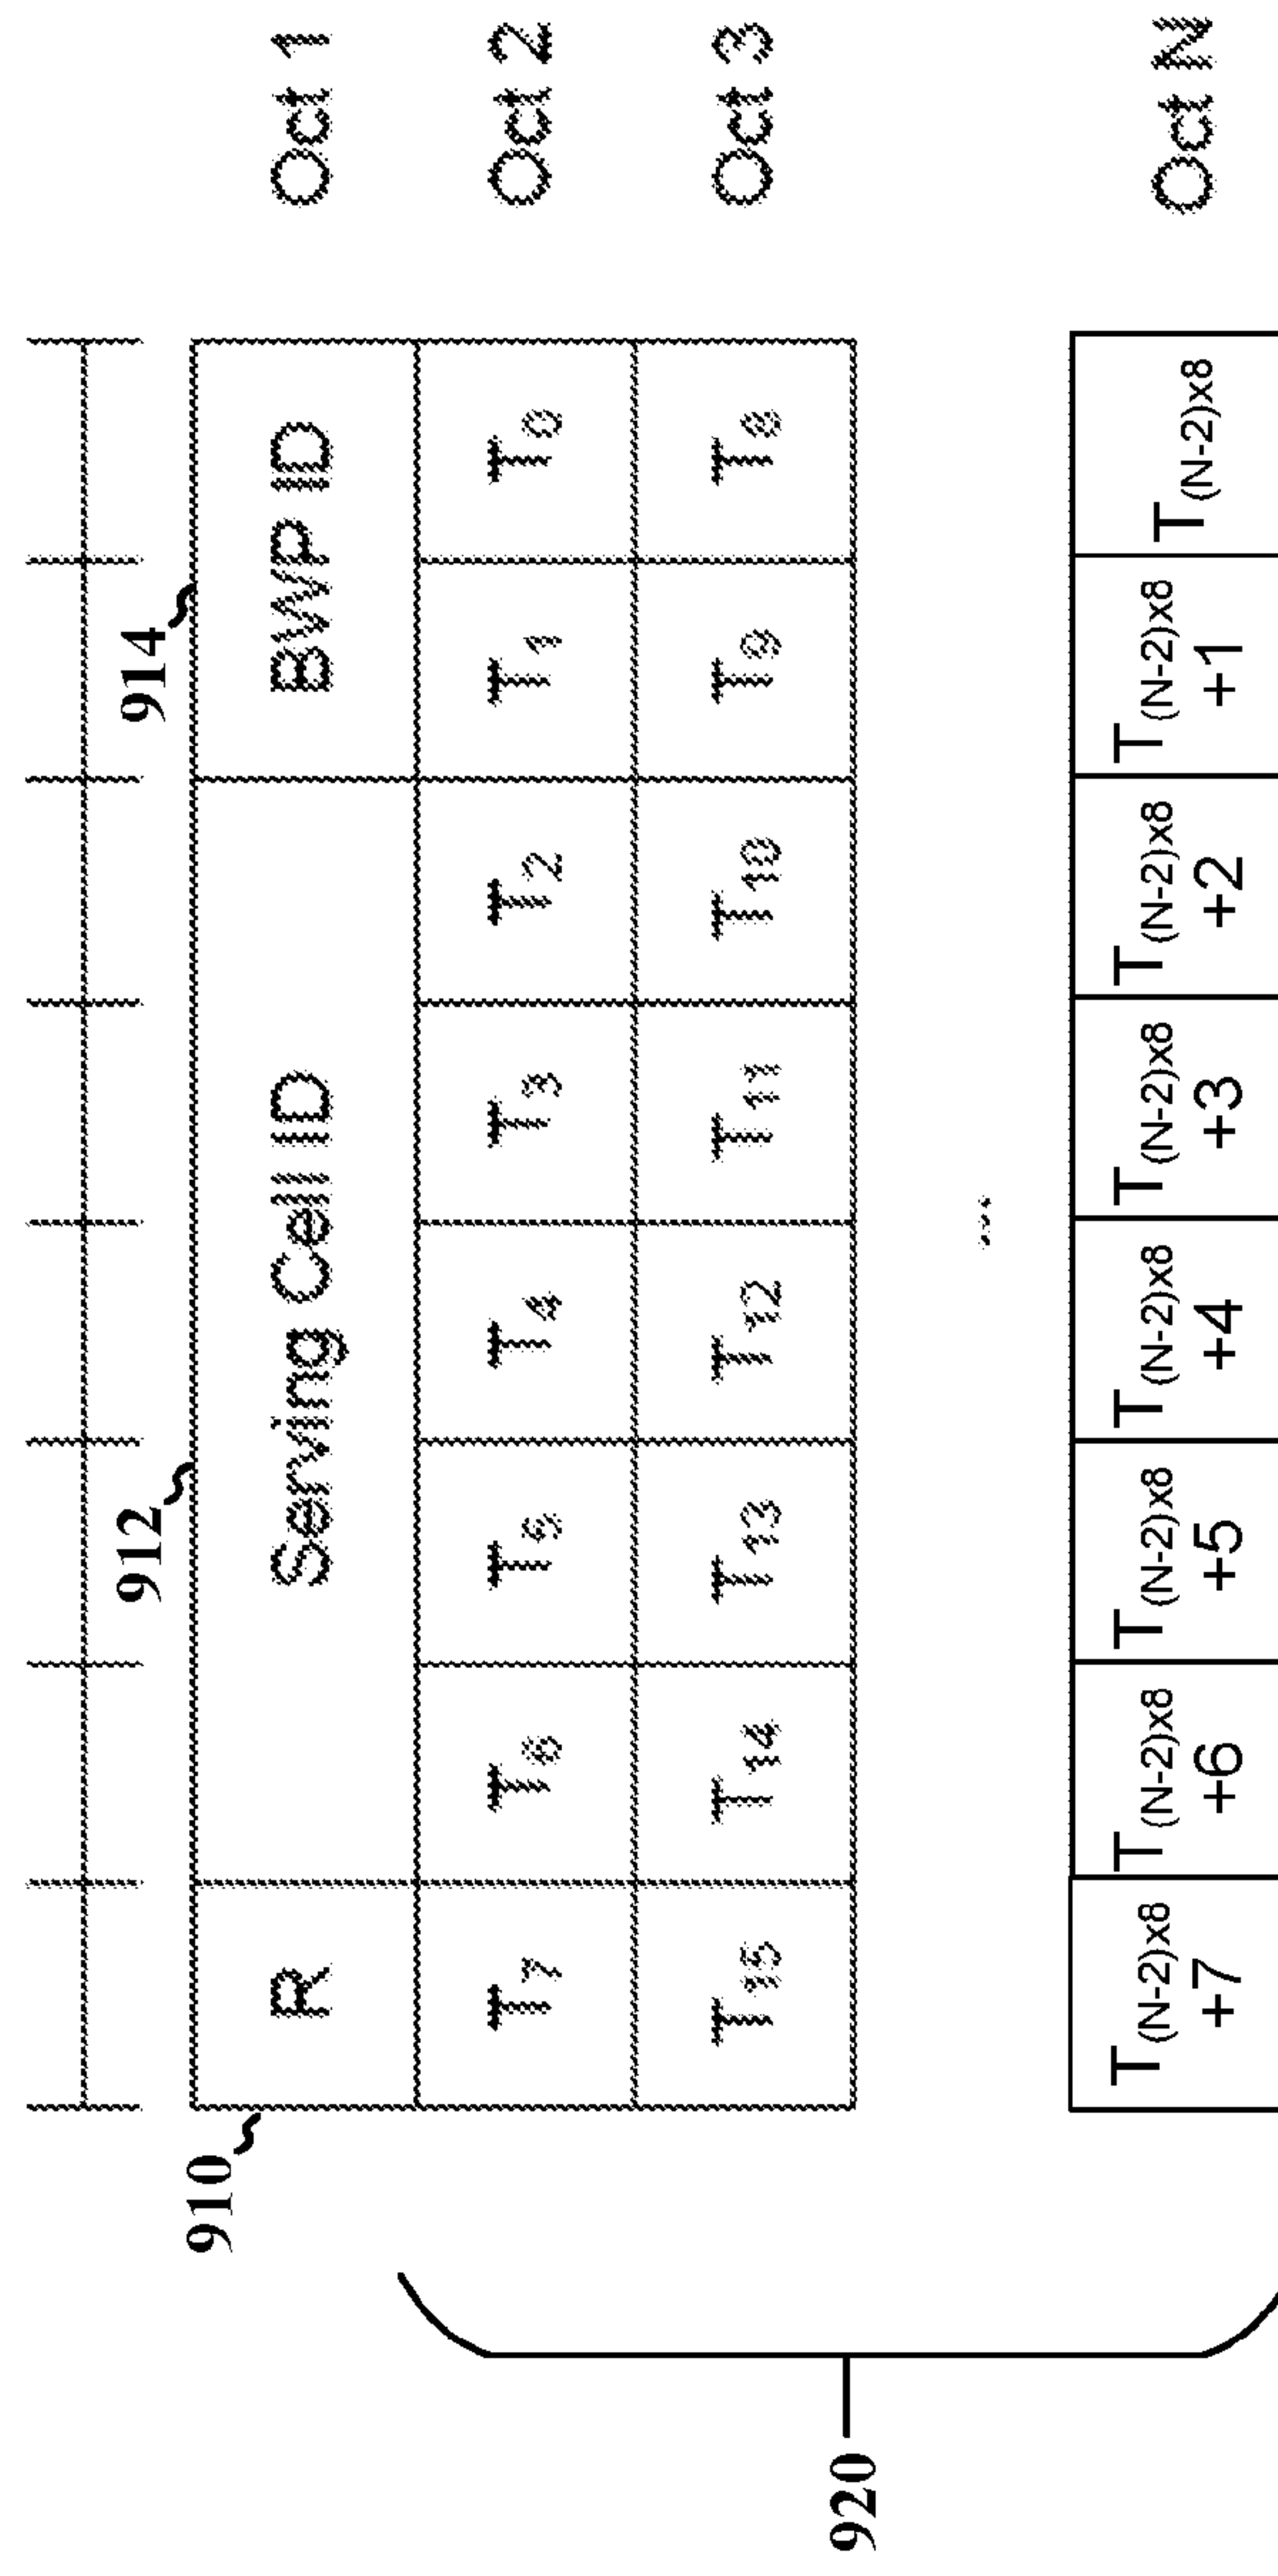 912 914
910 R Serving Cell ID BWP ID Oct 1
T7 T6 T5 T4 T3 T2 T1 T0 Oct 2
T15 T14 T13 T12 T11 T10 T9 T8 Oct 3
...
920
T(N-2)x8 T(N-2)x8 T(N-2)x8 T(N-2)x8 T(N-2)x8 T(N-2)x8 T(N-2)x8 T(N-2)x8 Oct N
+7 +6 +5 +4 +3 +2 +1